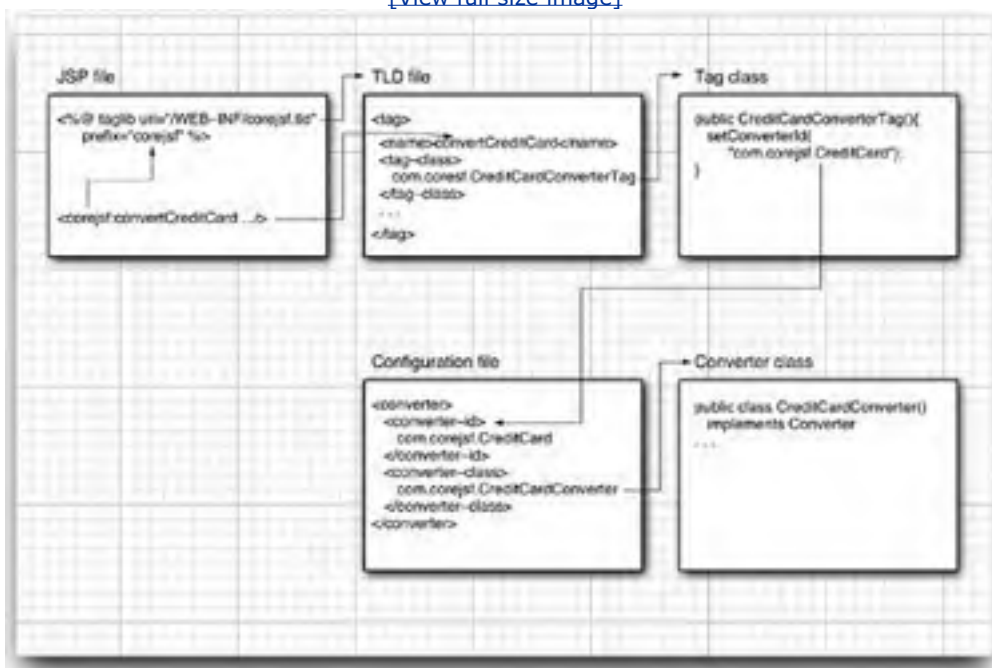 [View full size image]
JSP file
<%@ taglib uri="/WEB-INF/corejsf.tld"
prefix="corejsf" %>
<corejsf:convertCreditCard .../>
TLD file
<tag>
<name>convertCreditCard</name>
<tag-class>
com.coresf.CreditCardConverterTag
</tag-class>
. . .
</tag>
Tag class
public CreditCardConverterTag(){
setConverterId(
"com.corejsf.CreditCard");
}
Configuration file
<converter>
<converter-id>
com.corejsf.CreditCard
</converter-id>
<converter-class>
com.corejsf.CreditCardConverter
</converter-class>
</converter>
Converter class
public class CreditCardConverter()
implements Converter
. . .